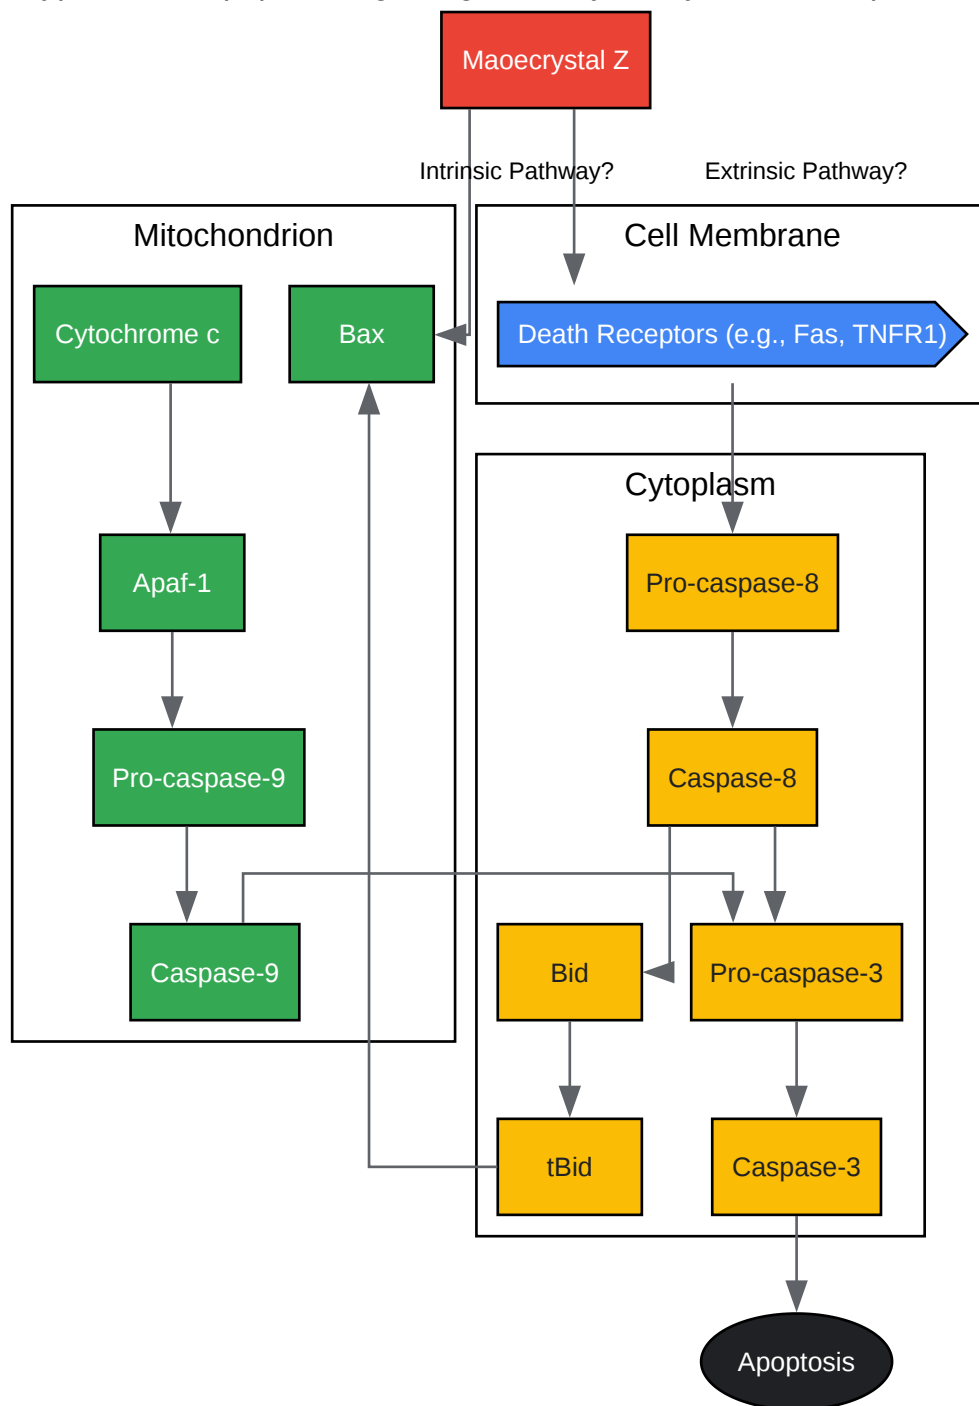 Maoecrystal Z
Intrinsic Pathway?
Extrinsic Pathway?
Mitochondrion
Cell Membrane
Cytochrome c
Bax
Death Receptors (e.g., Fas, TNFR1)
Cytoplasm
Apaf-1
Pro-caspase-8
Pro-caspase-9
Caspase-8
Caspase-9
Bid
Pro-caspase-3
tBid
Caspase-3
Apoptosis